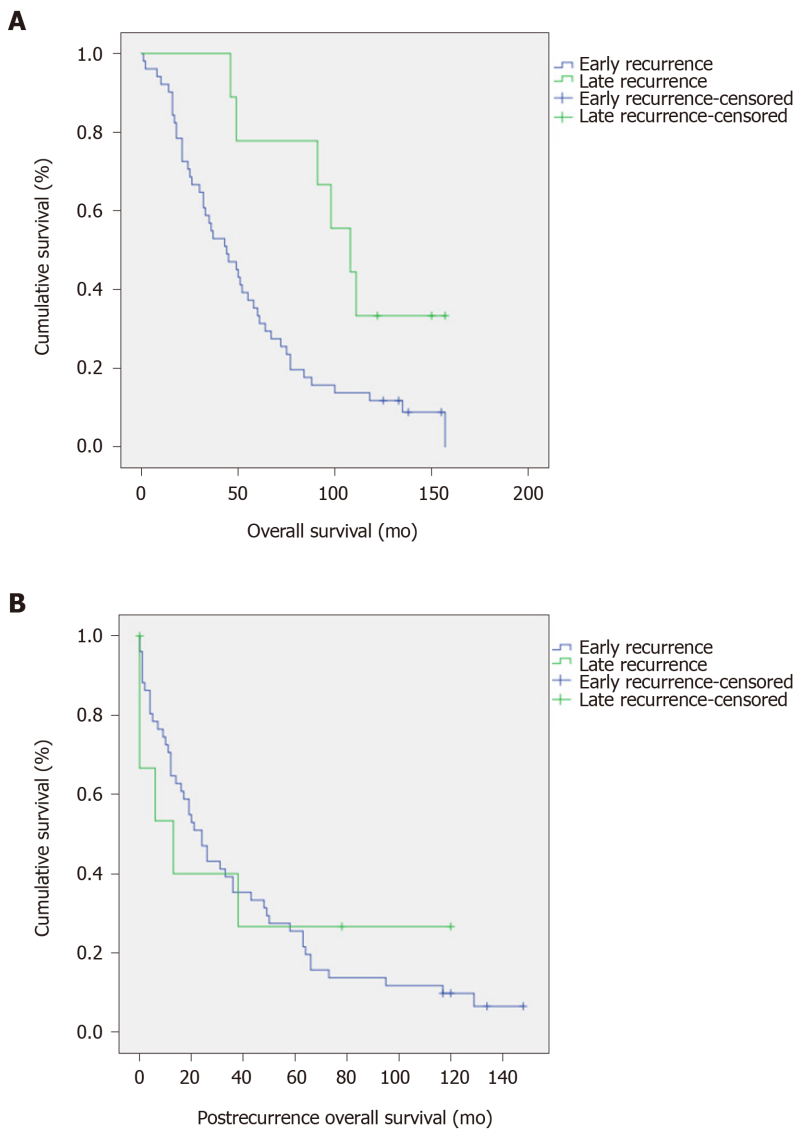 A
1.0
0.8
0.6
0.4
0.2
0.0
Cumulative survival (%)
0 50 100 150 200
Overall survival (mo)
Early recurrence
Late recurrence
Early recurrence-censored
Late recurrence-censored
B
1.0
0.8
0.6
0.4
0.2
0.0
Cumulative survival (%)
0 20 40 60 80 100 120 140
Postrecurrence overall survival (mo)
Early recurrence
Late recurrence
Early recurrence-censored
Late recurrence-censored